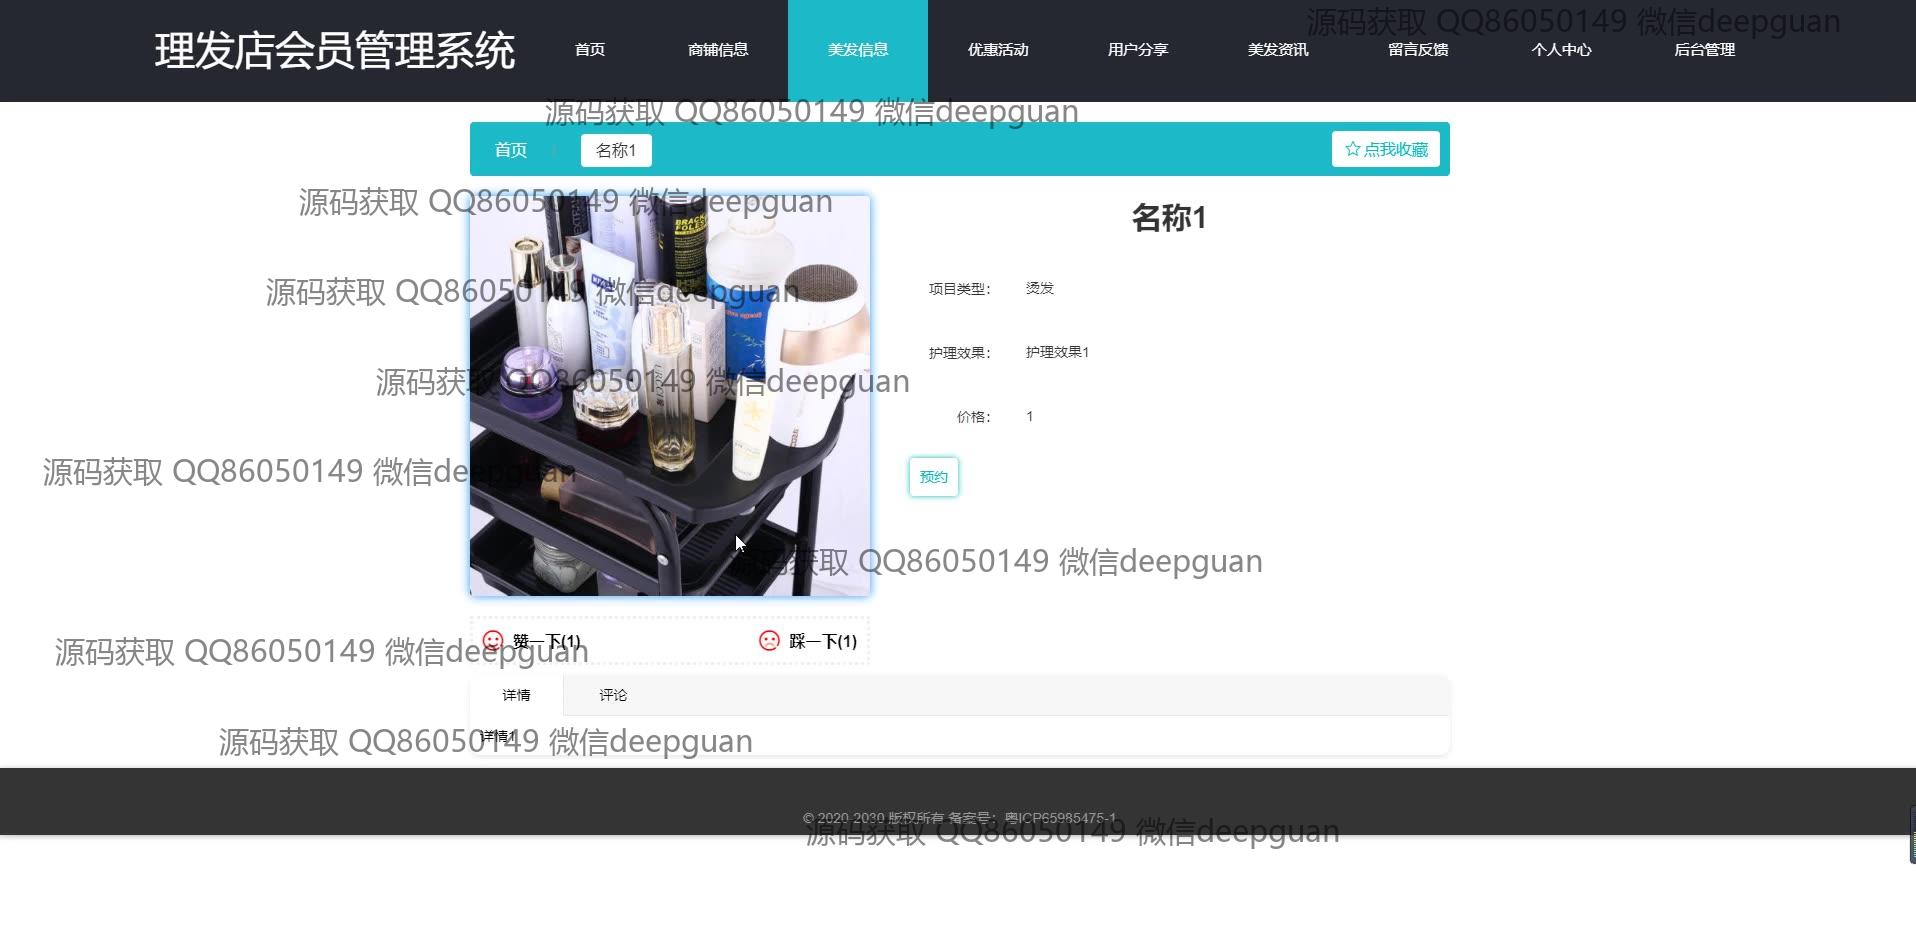 理发店会员管理系统 首页 商铺信息 美发信息 优惠活动 用户分享 美发资讯 留言反馈 个人中心 后台管理
源码获取 QQ86050149 微信deepguan
源码获取 QQ86050149 微信deepguan
首页 名称1 点我收藏
源码获取 QQ86050149 微信deepguan
名称1
项目类型： 烫发
源码获取 QQ86050149 微信deepguan
护理效果： 护理效果1
源码获取 QQ86050149 微信deepguan
价格： 1
源码获取 QQ86050149 微信deepguan
预约
源码获取 QQ86050149 微信deepguan
赞一下(1) 踩一下(1)
源码获取 QQ86050149 微信deepguan
详情 评论
详情1
源码获取 QQ86050149 微信deepguan
© 2020-2030 版权所有 备案号：粤ICP65985475-1
源码获取 QQ86050149 微信deepguan